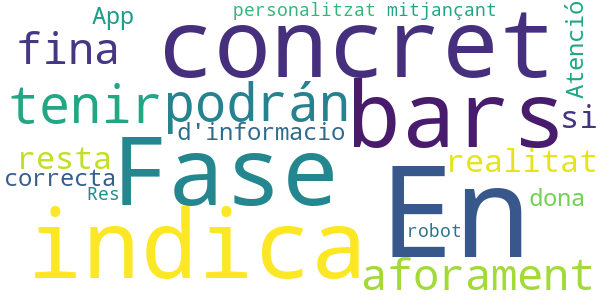 App
personalitzat mitjançant
fina
concret
Atenció
tenir
podrán
bars
si
d'informacio
resta
Fase
realitat
correcta
Res
En
dona
indica
robot
aforament